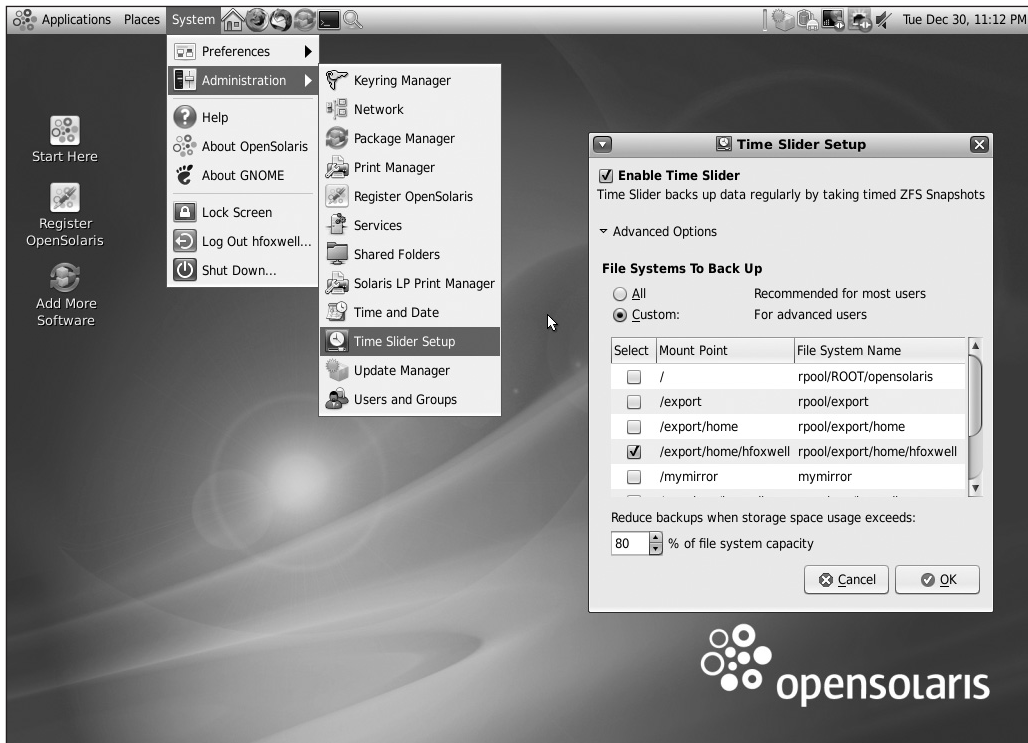 Applications Places System Tue Dec 30, 11:12 PM
Preferences
Administration
Help
About OpenSolaris
About GNOME
Lock Screen
Log Out hfoxwell...
Shut Down...
Keyring Manager
Network
Package Manager
Print Manager
Register OpenSolaris
Services
Shared Folders
Solaris LP Print Manager
Time and Date
Time Slider Setup
Update Manager
Users and Groups
Start Here
Register
OpenSolaris
Add More
Software
Time Slider Setup
Enable Time Slider
Time Slider backs up data regularly by taking timed ZFS Snapshots
Advanced Options
File Systems To Back Up
All Recommended for most users
Custom: For advanced users
Select Mount Point File System Name
/ rpool/ROOT/opensolaris
/export rpool/export
/export/home rpool/export/home
/export/home/hfoxwell rpool/export/home/hfoxwell
/mymirror mymirror
Reduce backups when storage space usage exceeds:
80 % of file system capacity
Cancel OK
opensolaris